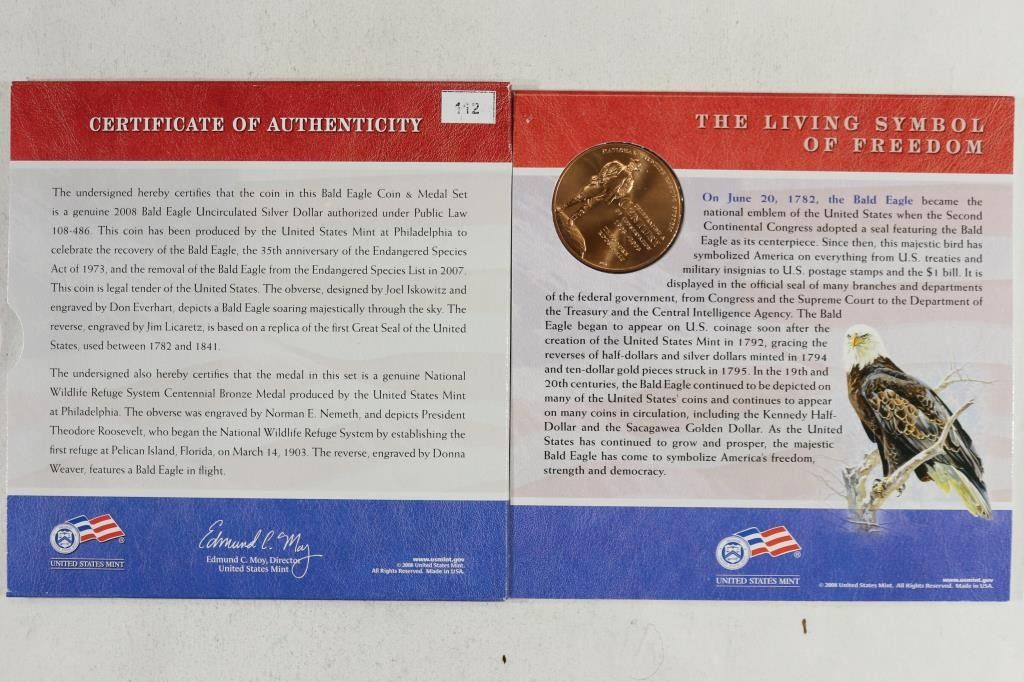 CERTIFICATE OF AUTHENTICITY
112
The undersigned hereby certifies that the coin in this Bald Eagle Coin & Medal Set
is a genuine 2008 Bald Eagle Uncirculated Silver Dollar authorized under Public Law
108-486. This coin has been produced by the United States Mint at Philadelphia to
celebrate the recovery of the Bald Eagle, the 35th anniversary of the Endangered Species
Act of 1973, and the removal of the Bald Eagle from the Endangered Species List in 2007.
This coin is legal tender of the United States. The obverse, designed by Joel Iskowitz and
engraved by Don Everhart, depicts a Bald Eagle soaring majestically through the sky. The
reverse, engraved by Jim Licaretz, is based on a replica of the first Great Seal of the United
States, used between 1782 and 1841.
The undersigned also hereby certifies that the medal in this set is a genuine National
Wildlife Refuge System Centennial Bronze Medal produced by the United States Mint
at Philadelphia. The obverse was engraved by Norman E. Nemeth, and depicts President
Theodore Roosevelt, who began the National Wildlife Refuge System by establishing the
first refuge at Pelican Island, Florida, on March 14, 1903. The reverse, engraved by Donna
Weaver, features a Bald Eagle in flight.
UNITED STATES MINT
Edmund C. Moy
Edmund C. Moy, Director
United States Mint
www.usmint.gov
© 2008 United States Mint.
All Rights Reserved. Made in USA.
THE LIVING SYMBOL
OF FREEDOM
On June 20, 1782, the Bald Eagle became the
national emblem of the United States when the Second
Continental Congress adopted a seal featuring the Bald
Eagle as its centerpiece. Since then, this majestic bird has
symbolized America on everything from U.S. treaties and
military insignias to U.S. postage stamps and the $1 bill. It is
displayed in the official seal of many branches and departments
of the federal government, from Congress and the Supreme Court to the Department of
the Treasury and the Central Intelligence Agency. The Bald
Eagle began to appear on U.S. coinage soon after the
creation of the United States Mint in 1792, gracing the
reverses of half-dollars and silver dollars minted in 1794
and ten-dollar gold pieces struck in 1795. In the 19th and
20th centuries, the Bald Eagle continued to be depicted on
many of the United States' coins and continues to appear
on many coins in circulation, including the Kennedy Half-
Dollar and the Sacagawea Golden Dollar. As the United
States has continued to grow and prosper, the majestic
Bald Eagle has come to symbolize America's freedom,
strength and democracy.
UNITED STATES MINT
www.usmint.gov
© 2008 United States Mint. All Rights Reserved. Made in USA.